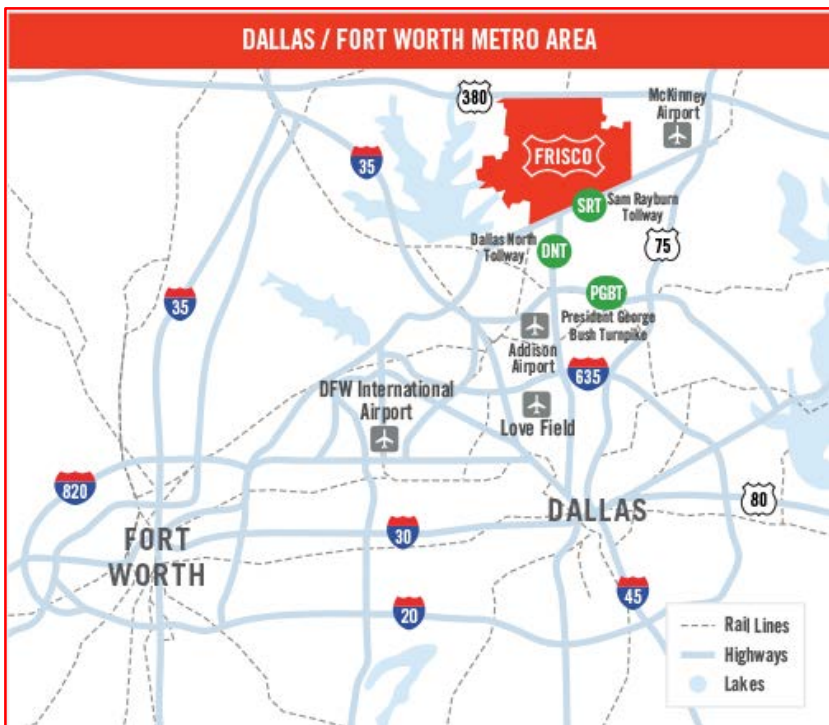 DALLAS / FORT WORTH METRO AREA
380
McKinney
Airport
FRISCO
35
SRT
Sam Rayburn
Tollway
Dallas North
Tollway
DNT
75
35
PGBT
President George
Bush Turnpike
Addison
Airport
635
DFW International
Airport
Love Field
820
DALLAS
80
FORT
WORTH
30
20
45
Rail Lines
Highways
Lakes